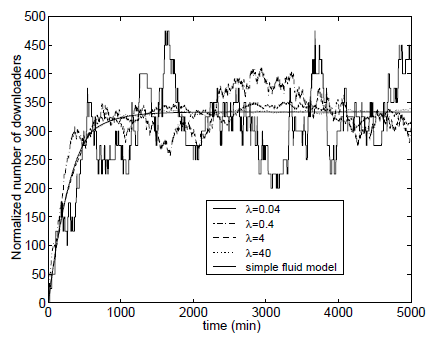 500
450
400
350
300
250
200
150
100
50
0
Normalized number of downloaders
λ=0.04
λ=0.4
λ=4
λ=40
simple fluid model
0 1000 2000 3000 4000 5000
time (min)